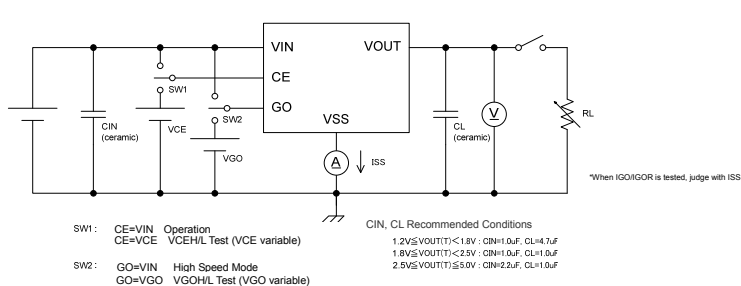 VIN VOUT
CE
SW1
GO
SW2
VSS
CIN
(ceramic)
VCE
VGO
A
ISS
CL
(ceramic)
V
RL
*When IGO/IGOR is tested, judge with ISS
SW1: CE=VIN Operation
CE=VCE VCEH/L Test (VCE variable)
SW2: GO=VIN High Speed Mode
GO=VGO VGOH/L Test (VGO variable)
CIN, CL Recommended Conditions
1.2V≦VOUT(T)<1.8V : CIN=1.0uF, CL=4.7uF
1.8V≦VOUT(T)<2.5V : CIN=1.0uF, CL=1.0uF
2.5V≦VOUT(T)≦5.0V : CIN=2.2uF, CL=1.0uF